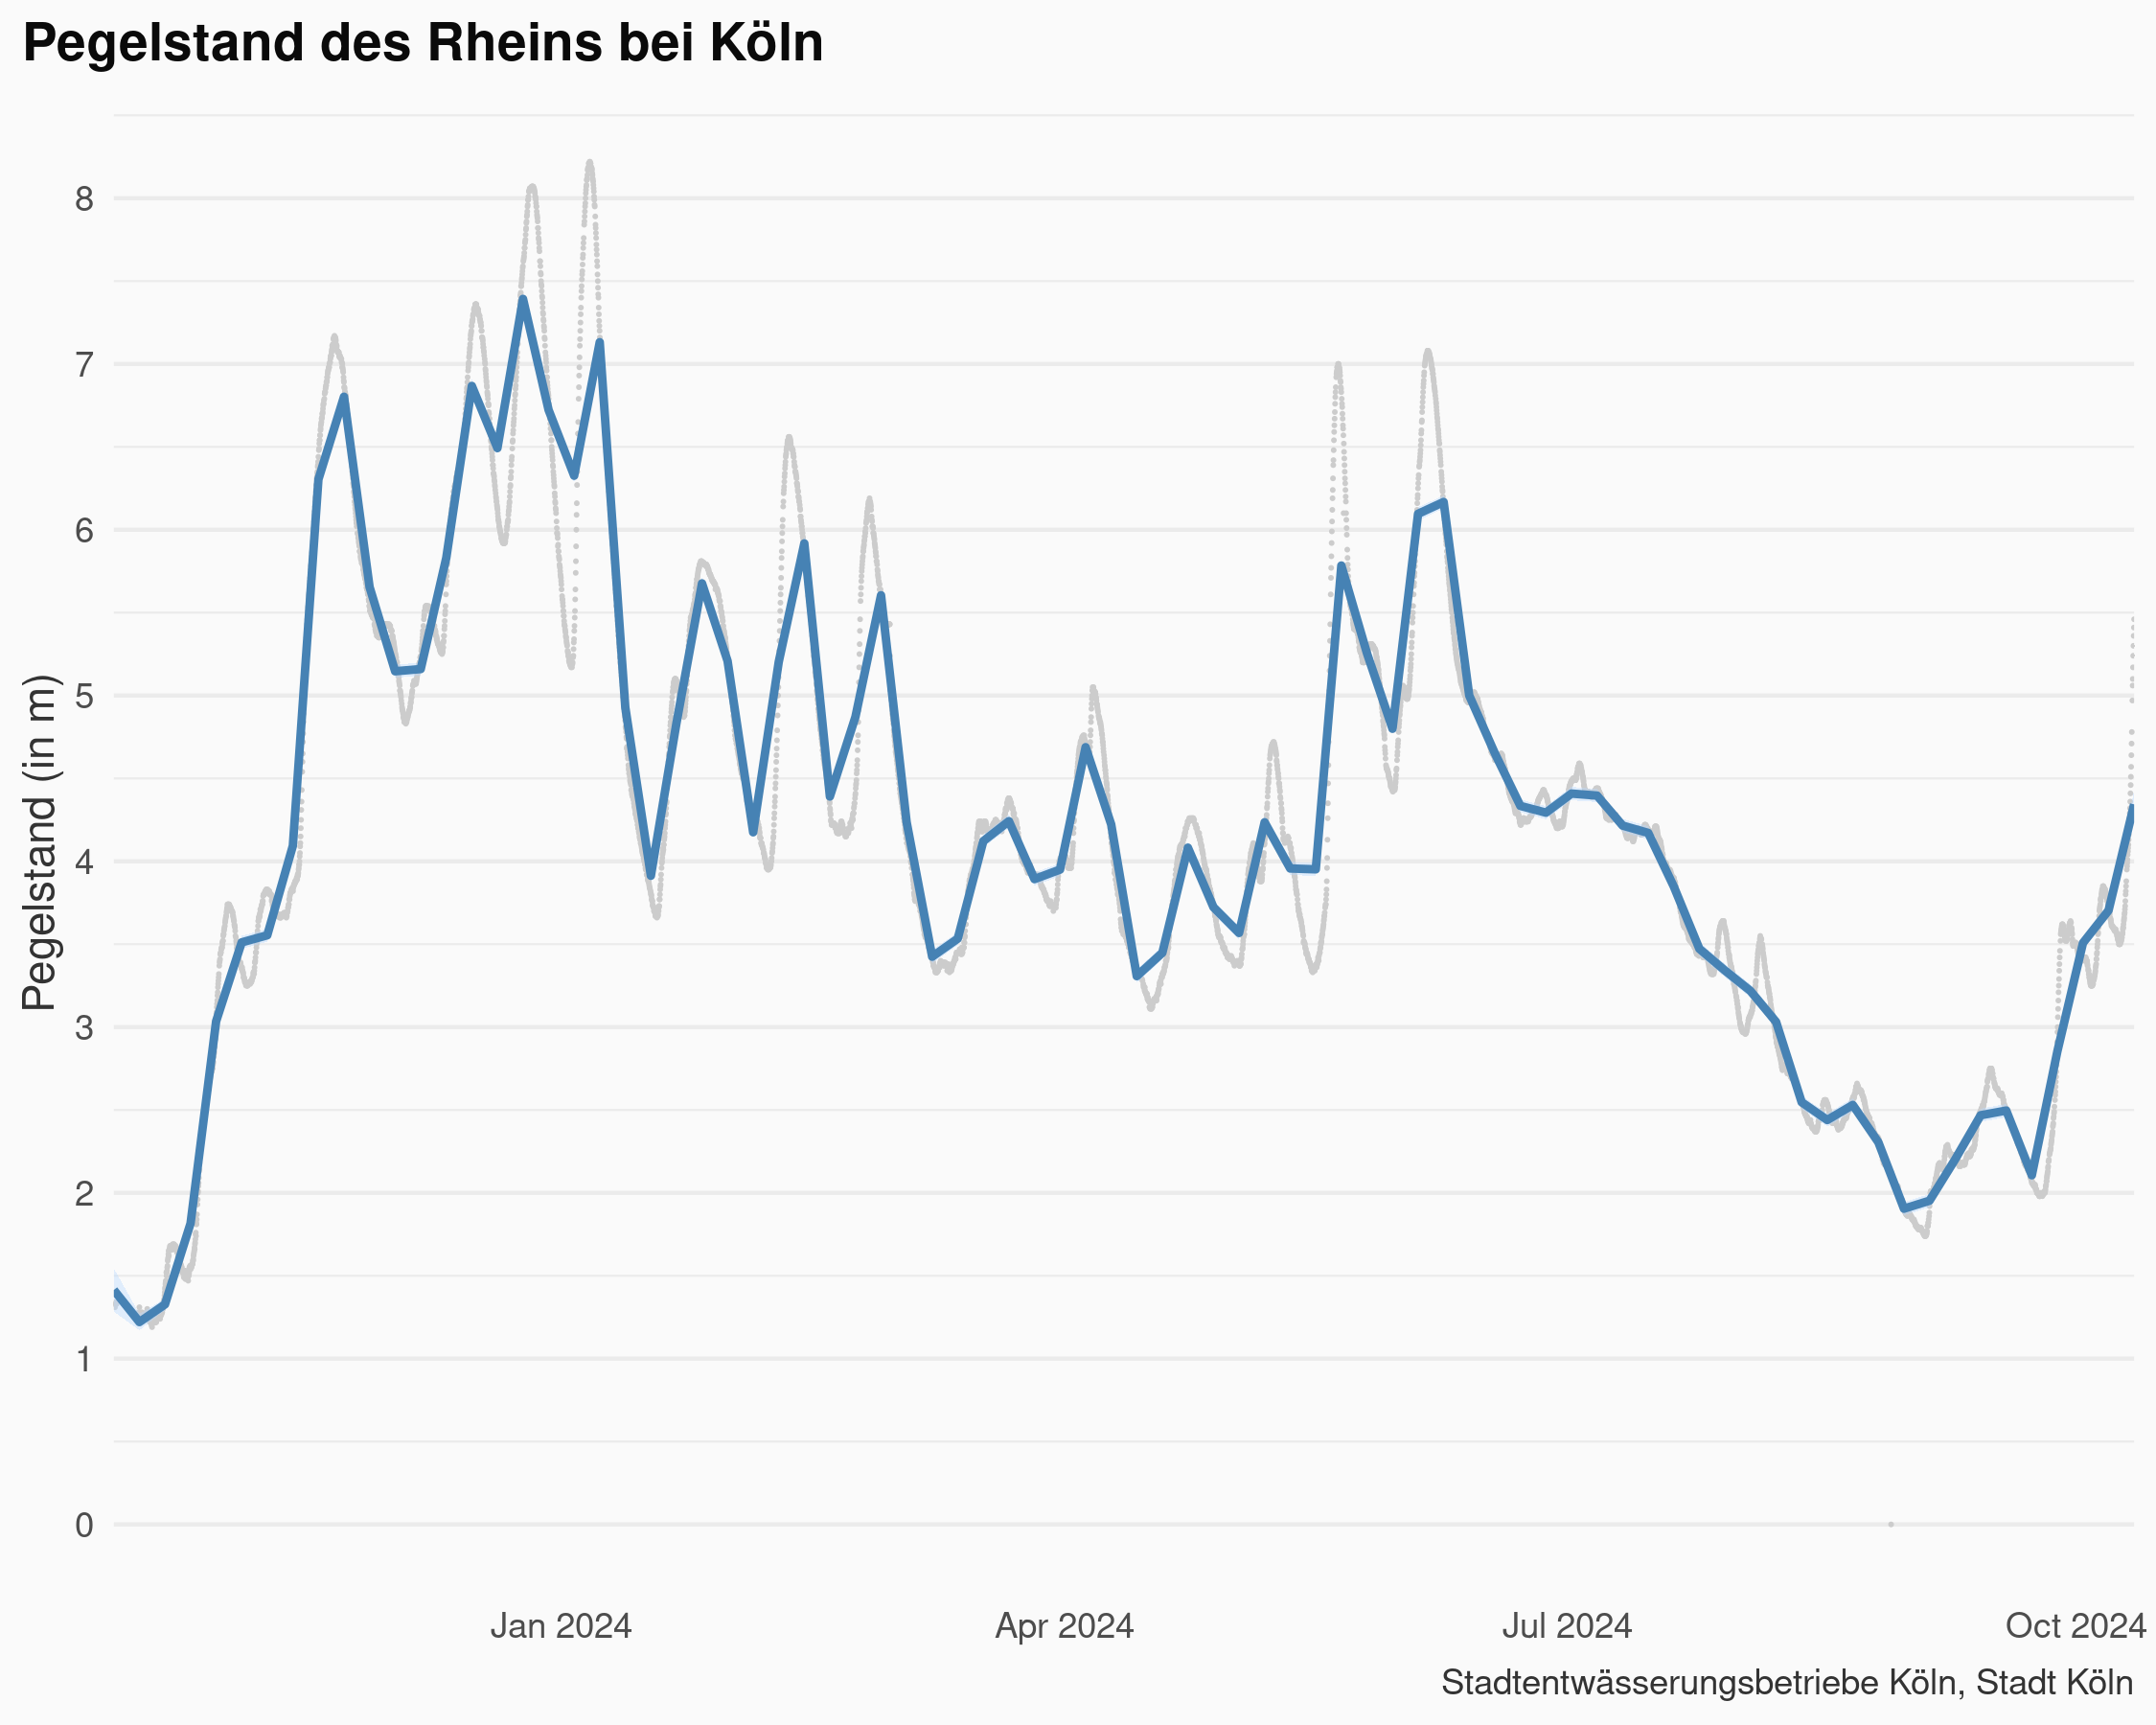 Pegelstand des Rheins bei Köln
Pegelstand (in m)
8
7
6
5
4
3
2
1
0
Jan 2024
Apr 2024
Jul 2024
Oct 2024
Stadtentwässerungsbetriebe Köln, Stadt Köln